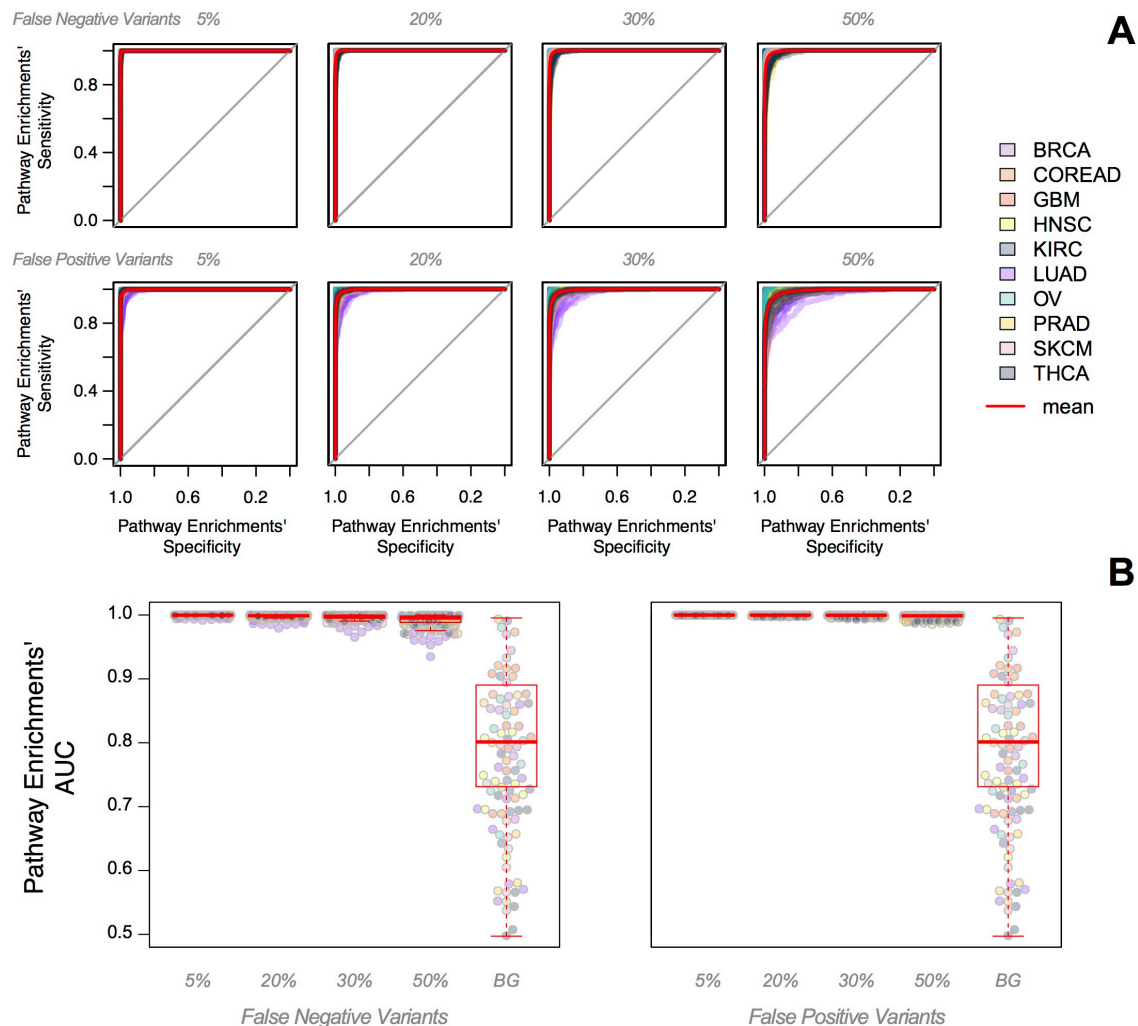 False Negative Variants 5% 20% 30% 50%
A
Pathway Enrichments'
Sensitivity
0.8
0.4
0.0
False Positive Variants 5% 20% 30% 50%
Pathway Enrichments'
Sensitivity
0.8
0.4
0.0
1.0 0.6 0.2 1.0 0.6 0.2 1.0 0.6 0.2 1.0 0.6 0.2
Pathway Enrichments' Pathway Enrichments' Pathway Enrichments' Pathway Enrichments'
Specificity Specificity Specificity Specificity
BRCA
COREAD
GBM
HNSC
KIRC
LUAD
OV
PRAD
SKCM
THCA
mean
B
Pathway Enrichments'
AUC
1.0
0.9
0.8
0.7
0.6
0.5
5% 20% 30% 50% BG 5% 20% 30% 50% BG
False Negative Variants False Positive Variants